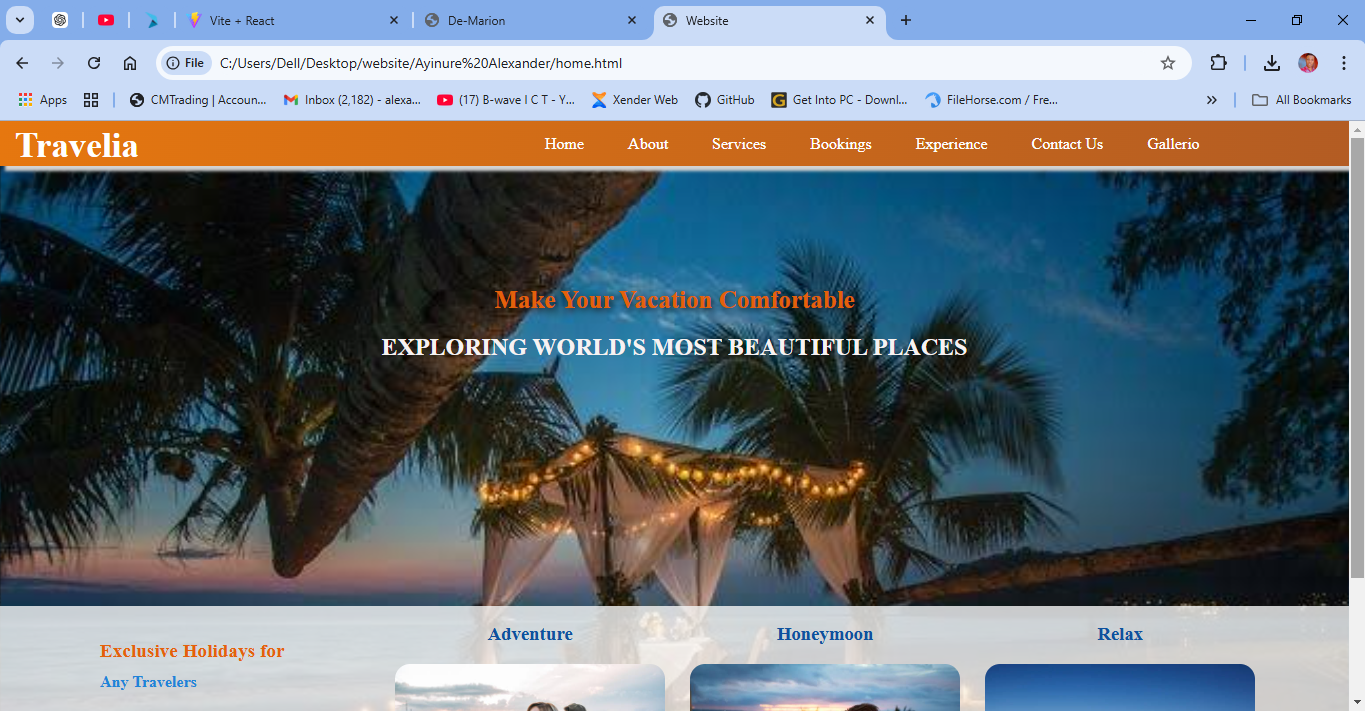 Vite + React
De-Marion
Website
File C:/Users/Dell/Desktop/website/Ayinure%20Alexander/home.html
Apps CMTrading | Accoun... Inbox (2,182) - alexa... (17) B-wave I C T - Y... Xender Web GitHub Get Into PC - Downl... FileHorse.com / Fre... » All Bookmarks
Travelia Home About Services Bookings Experience Contact Us Gallerio
Make Your Vacation Comfortable
EXPLORING WORLD'S MOST BEAUTIFUL PLACES
Exclusive Holidays for
Any Travelers
Adventure Honeymoon Relax